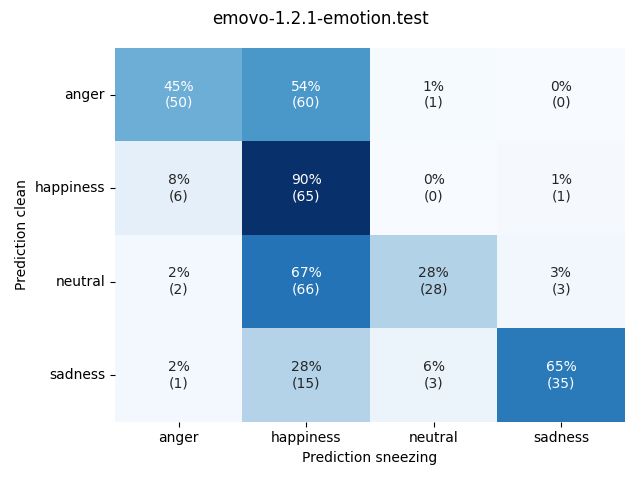 emovo-1.2.1-emotion.test
Prediction clean
anger
45%
(50)
54%
(60)
1%
(1)
0%
(0)
happiness
8%
(6)
90%
(65)
0%
(0)
1%
(1)
neutral
2%
(2)
67%
(66)
28%
(28)
3%
(3)
sadness
2%
(1)
28%
(15)
6%
(3)
65%
(35)
anger
happiness
neutral
sadness
Prediction sneezing